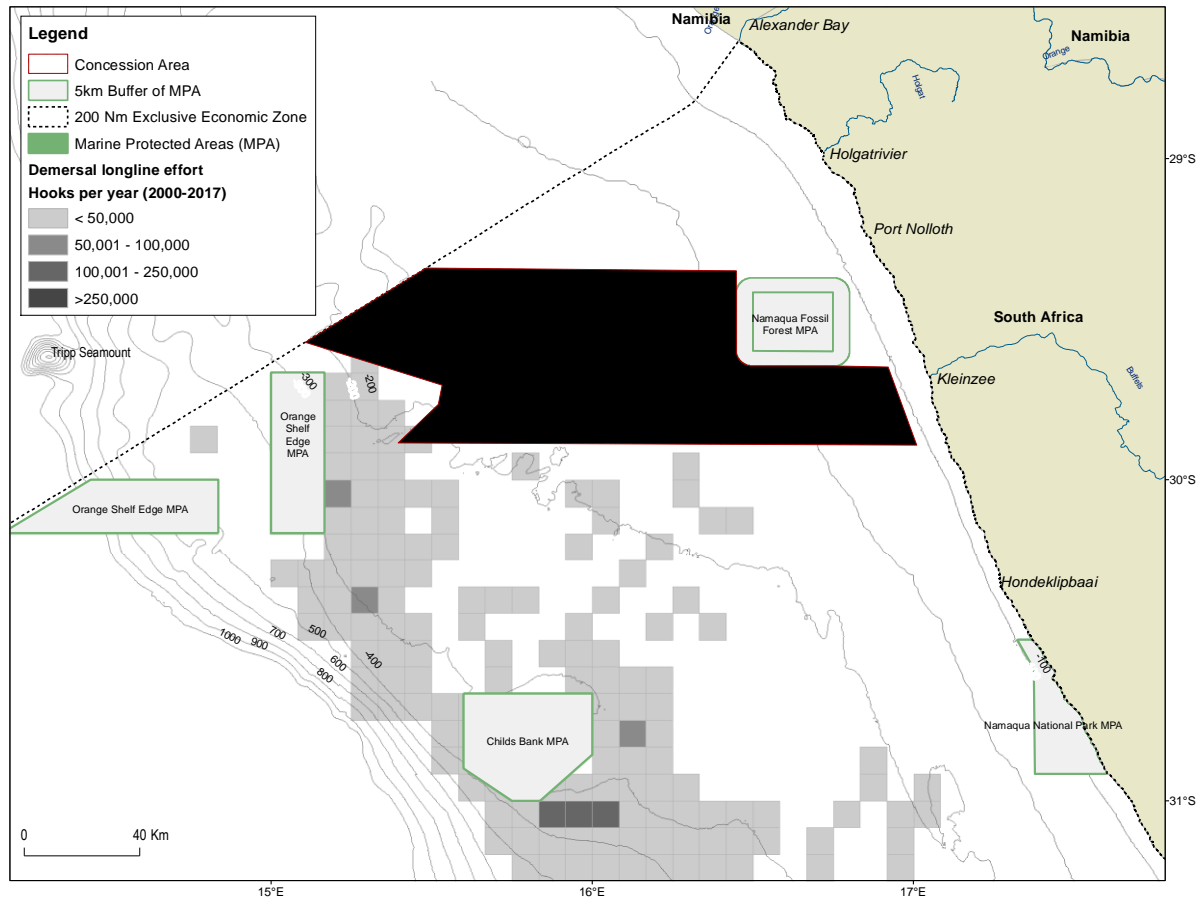 Legend
Concession Area
5km Buffer of MPA
200 Nm Exclusive Economic Zone
Marine Protected Areas (MPA)
Demersal longline effort
Hooks per year (2000-2017)
< 50,000
50,001 - 100,000
100,001 - 250,000
>250,000
Namibia
Alexander Bay
Namibia
Orange
Holgat
Holgatrivier
29°S
Port Nolloth
Namaqua Fossil
Forest MPA
South Africa
Tripp Seamount
Kleinzee
Buffels
-300
-200
Orange
Shelf
Edge
MPA
30°S
Orange Shelf Edge MPA
Hondeklipbaai
1000
900
700
500
600
800
-400
-100
Namaqua National Park MPA
Childs Bank MPA
31°S
0
40 Km
15°E
16°E
17°E